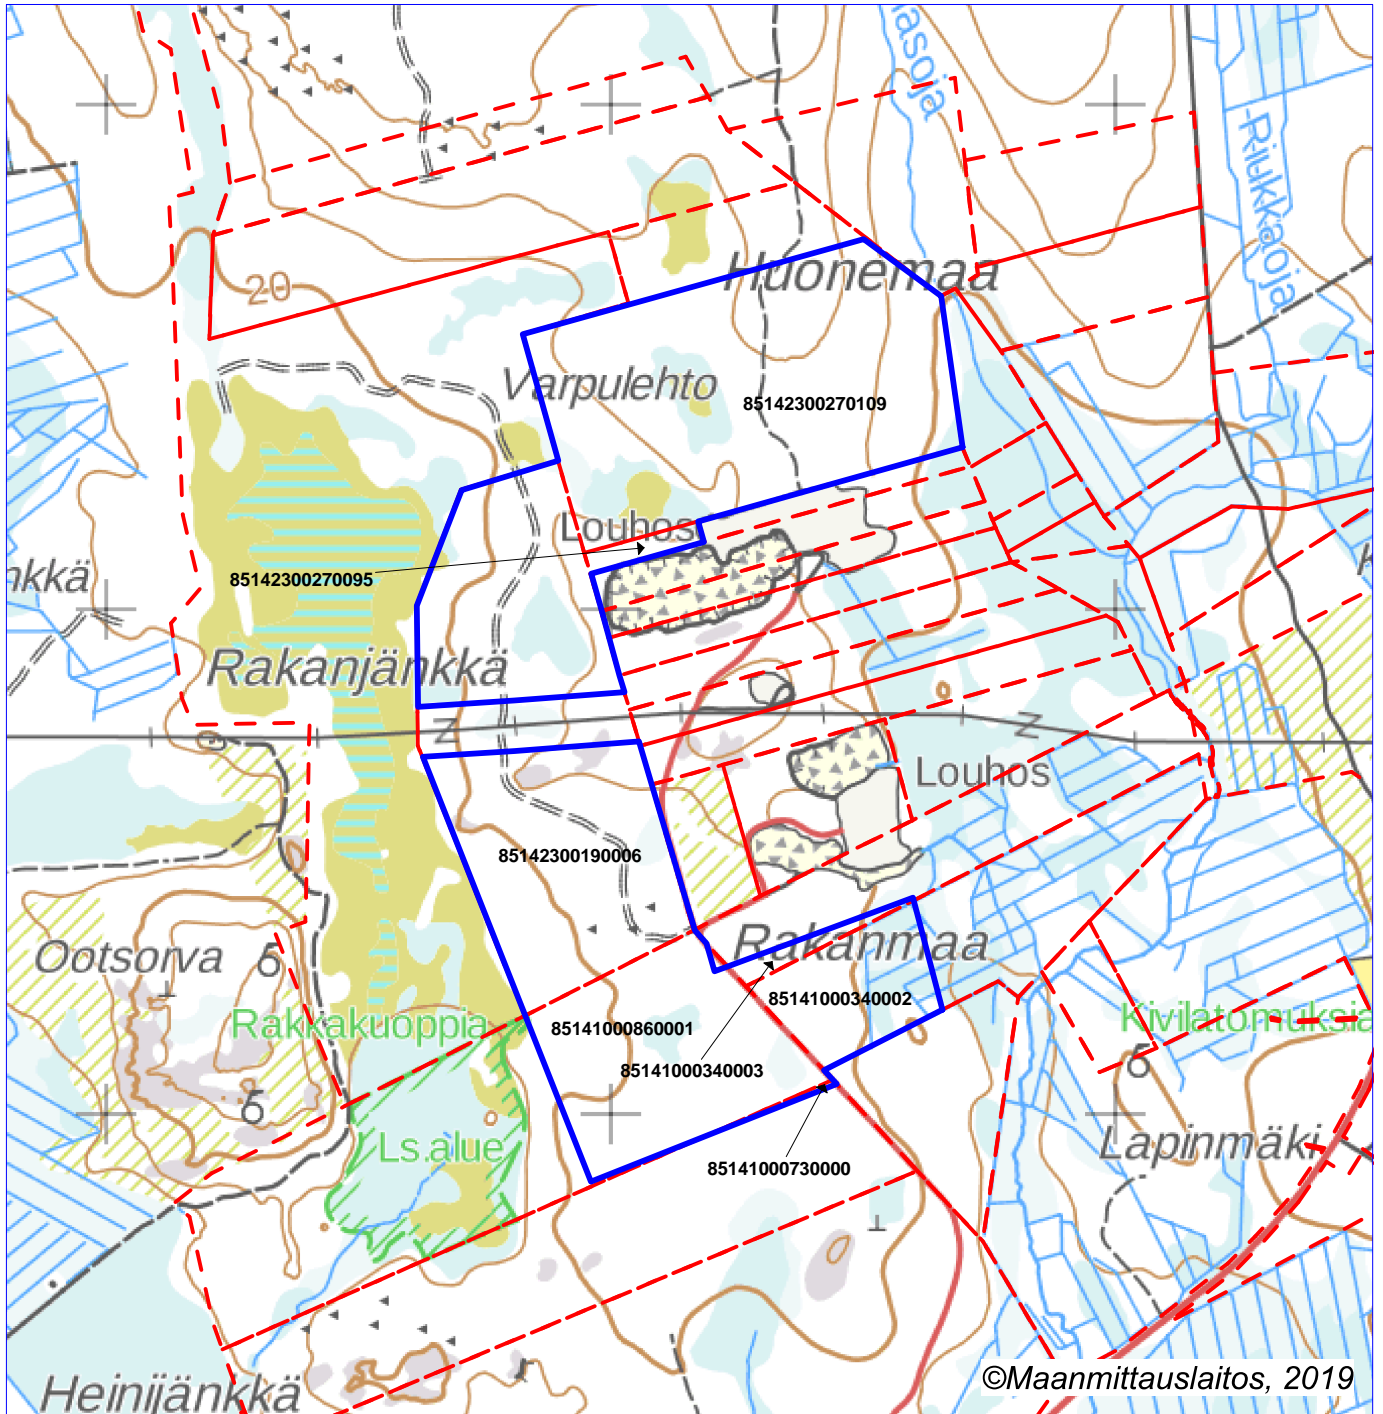 asoja
Riukkaoja
Huonemaa
20
Varpulehto
85142300270109
Louhos
85142300270095
nkkä
Rakanjänkkä
Louhos
85142300190006
Ootsorva
Rakanmaa
85141000340002
Rakkakuoppia
85141000860001
Kivilatomuksia
85141000340003
Ls.alue
Lapinmäki
85141000730000
Heinijänkkä
©Maanmittauslaitos, 2019